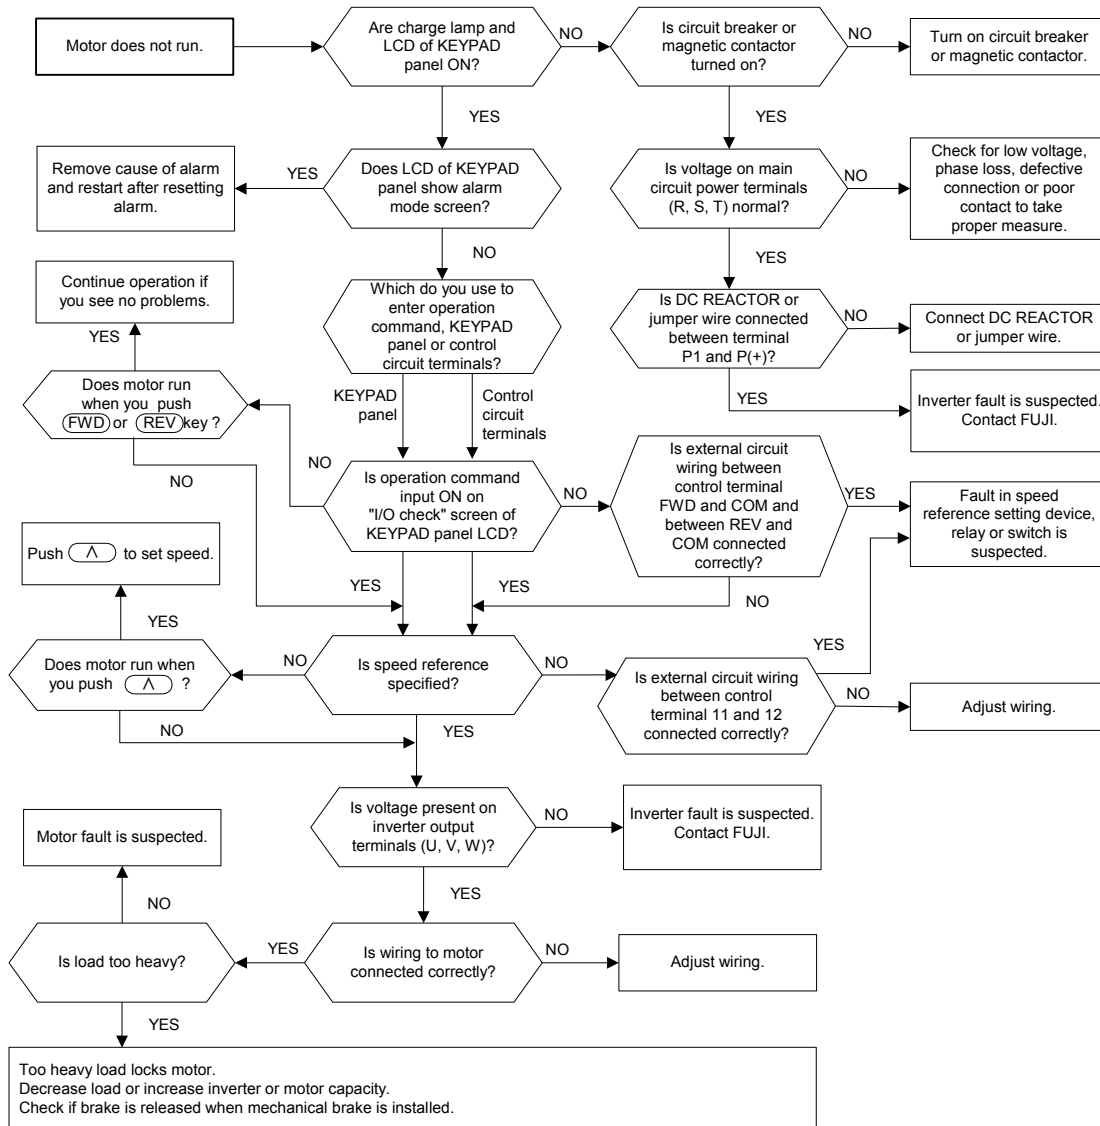 Motor does not run.
Are charge lamp and
LCD of KEYPAD
panel ON?
NO
Is circuit breaker or
magnetic contactor
turned on?
NO
Turn on circuit breaker
or magnetic contactor.
YES
YES
Remove cause of alarm
and restart after resetting
alarm.
YES
Does LCD of KEYPAD
panel show alarm
mode screen?
Is voltage on main
circuit power terminals
(R, S, T) normal?
NO
Check for low voltage,
phase loss, defective
connection or poor
contact to take
proper measure.
NO
YES
Continue operation if
you see no problems.
Which do you use to
enter operation
command, KEYPAD
panel or control
circuit terminals?
Is DC REACTOR or
jumper wire connected
between terminal
P1 and P(+)?
NO
Connect DC REACTOR
or jumper wire.
YES
Does motor run
when you push
FWD or REV key ?
KEYPAD
panel
Control
circuit
terminals
YES
Inverter fault is suspected.
Contact FUJI.
NO
NO
Is operation command
input ON on
"I/O check" screen of
KEYPAD panel LCD?
NO
Is external circuit
wiring between
control terminal
FWD and COM and
between REV and
COM connected
correctly?
YES
Fault in speed
reference setting device,
relay or switch is
suspected.
Push ∧ to set speed.
YES
YES
NO
YES
YES
Does motor run when
you push ∧ ?
NO
Is speed reference
specified?
NO
Is external circuit wiring
between control
terminal 11 and 12
connected correctly?
NO
Adjust wiring.
NO
YES
Motor fault is suspected.
Is voltage present on
inverter output
terminals (U, V, W)?
NO
Inverter fault is suspected.
Contact FUJI.
NO
YES
Is load too heavy?
YES
Is wiring to motor
connected correctly?
NO
Adjust wiring.
YES
Too heavy load locks motor.
Decrease load or increase inverter or motor capacity.
Check if brake is released when mechanical brake is installed.